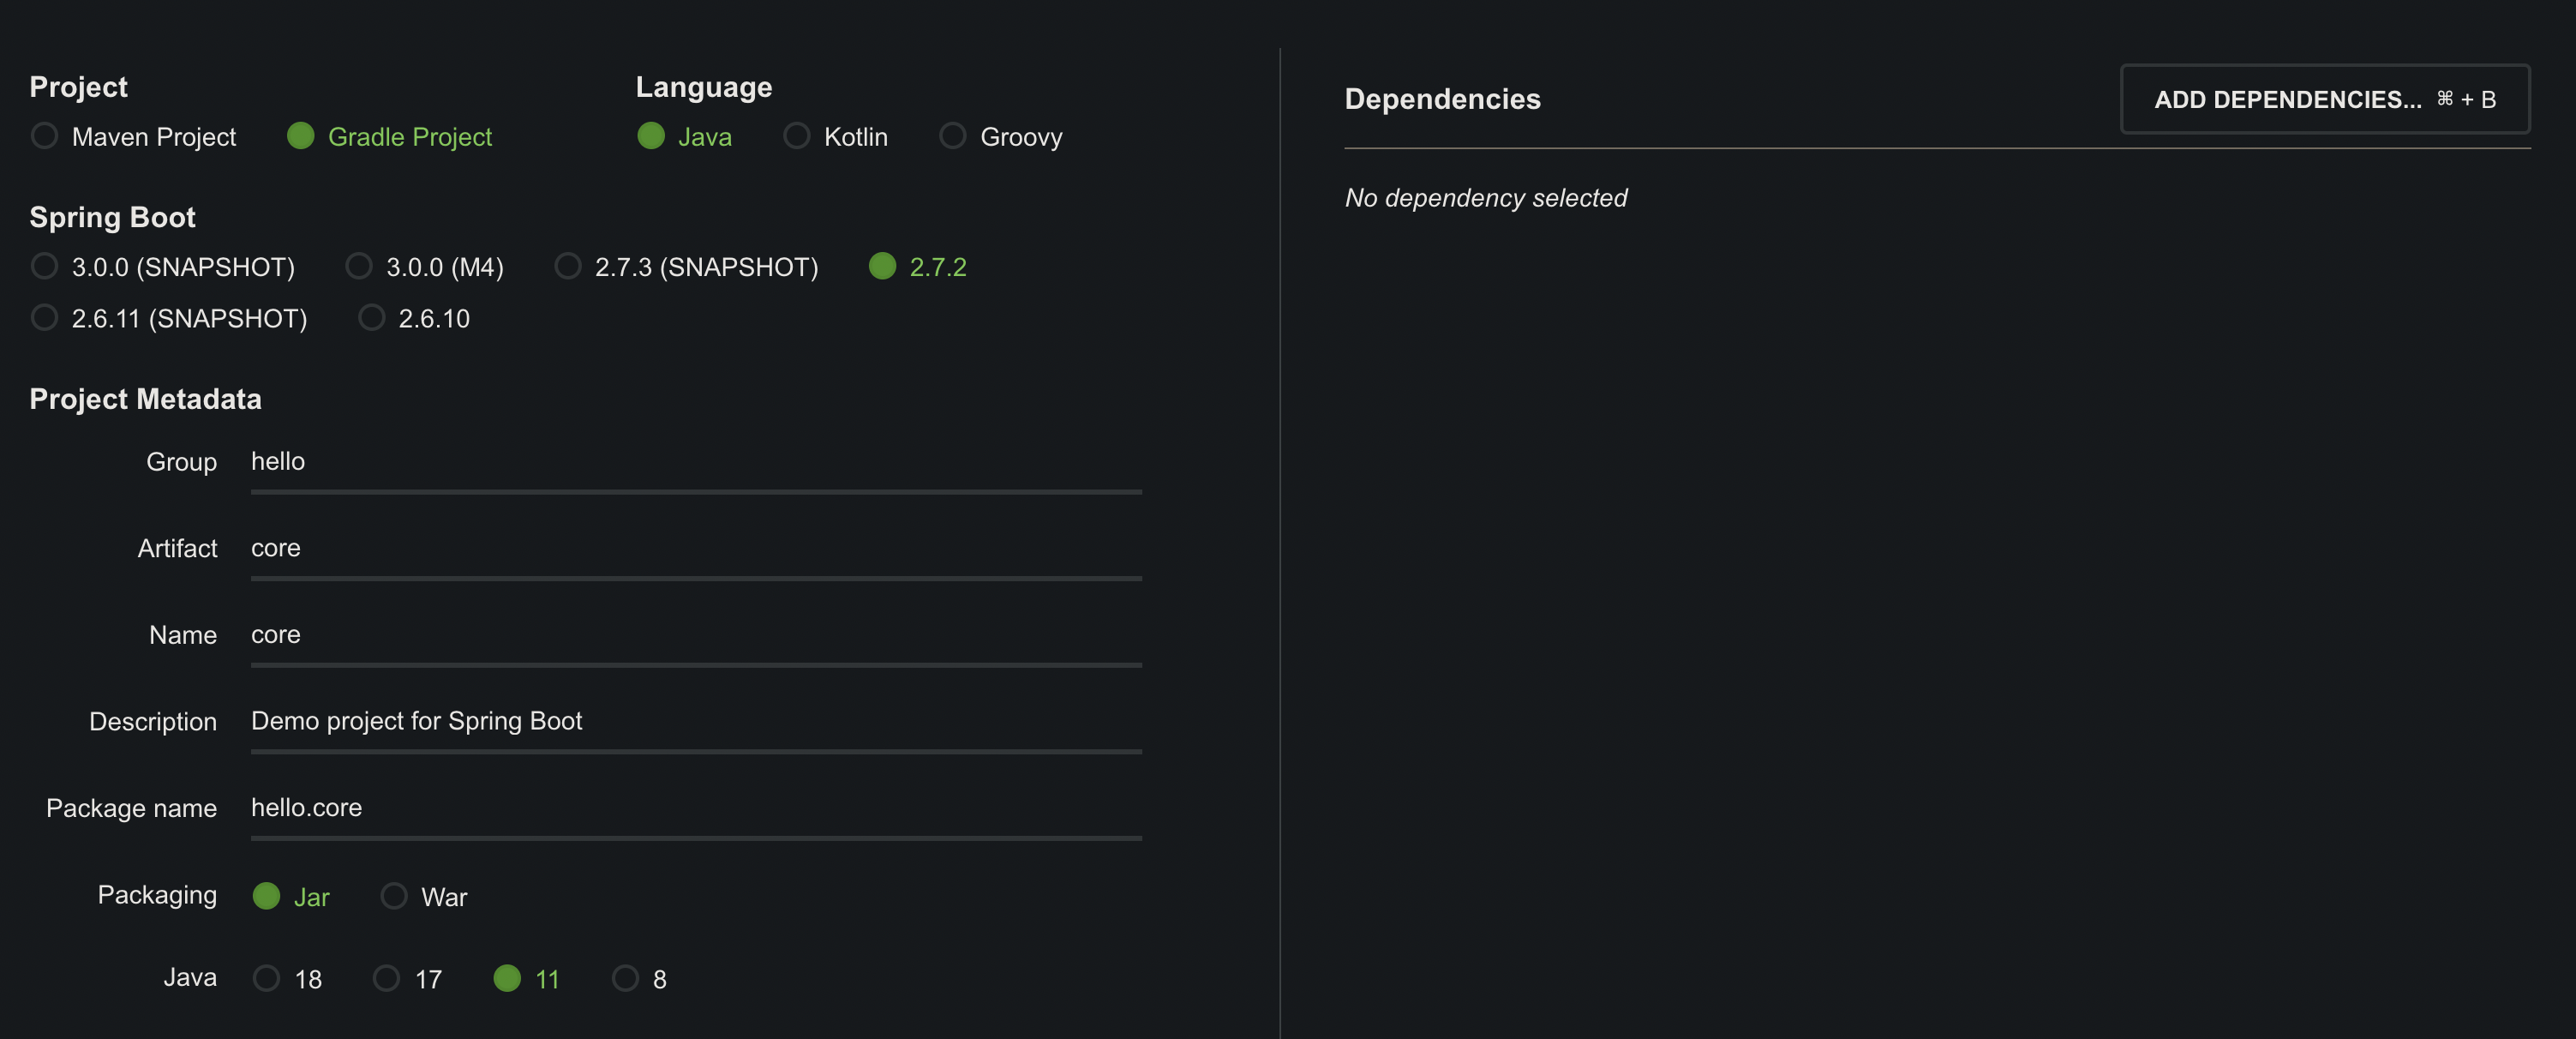 Project
Maven Project Gradle Project
Language
Java Kotlin Groovy
Spring Boot
3.0.0 (SNAPSHOT) 3.0.0 (M4) 2.7.3 (SNAPSHOT) 2.7.2
2.6.11 (SNAPSHOT) 2.6.10
Project Metadata
Group hello
Artifact core
Name core
Description Demo project for Spring Boot
Package name hello.core
Packaging Jar War
Java 18 17 11 8
Dependencies
ADD DEPENDENCIES... ⌘ + B
No dependency selected